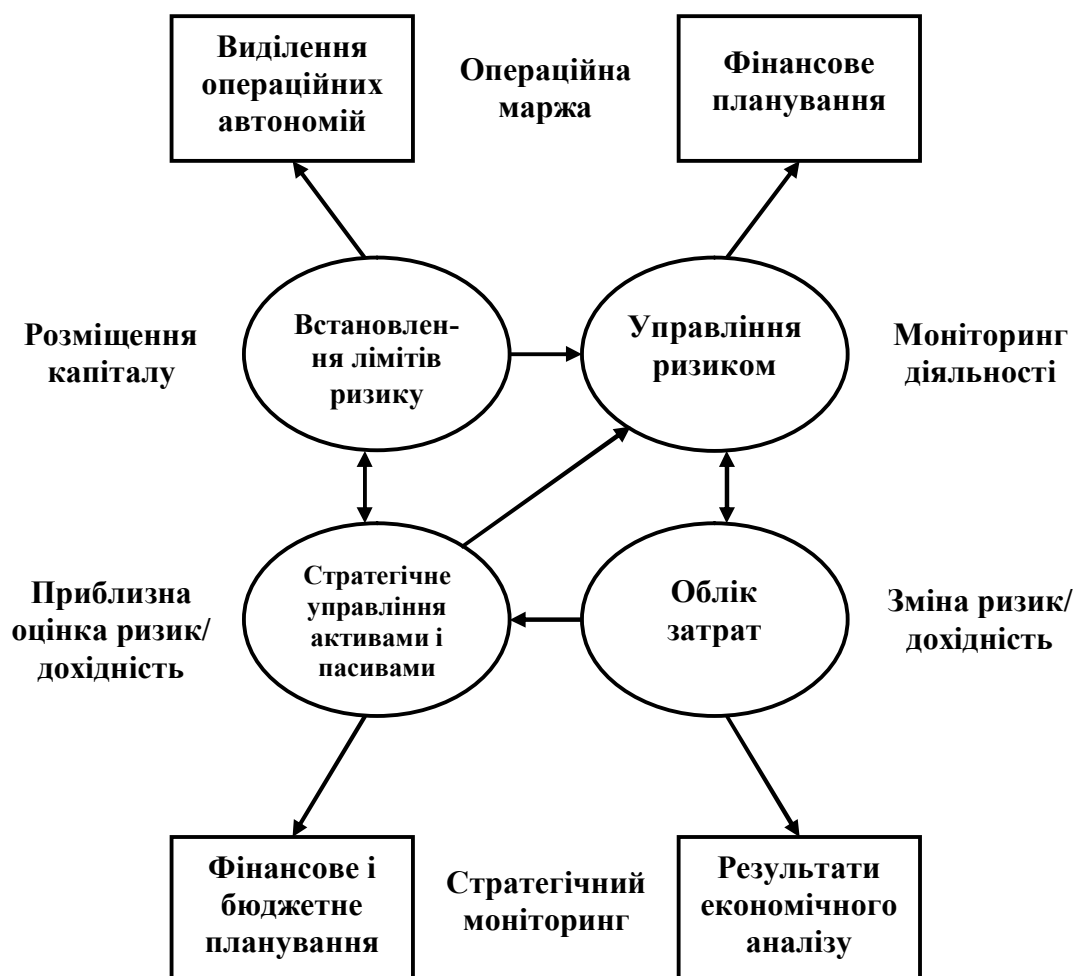 Виділення
операційних
автономій
Операційна
маржа
Фінансове
планування
Розміщення
капіталу
Встановлен-
ня лімітів
ризику
Управління
ризиком
Моніторинг
діяльності
Приблизна
оцінка ризик/
дохідність
Стратегічне
управління
активами і
пасивами
Облік
затрат
Зміна ризик/
дохідність
Фінансове і
бюджетне
планування
Стратегічний
моніторинг
Результати
економічного
аналізу